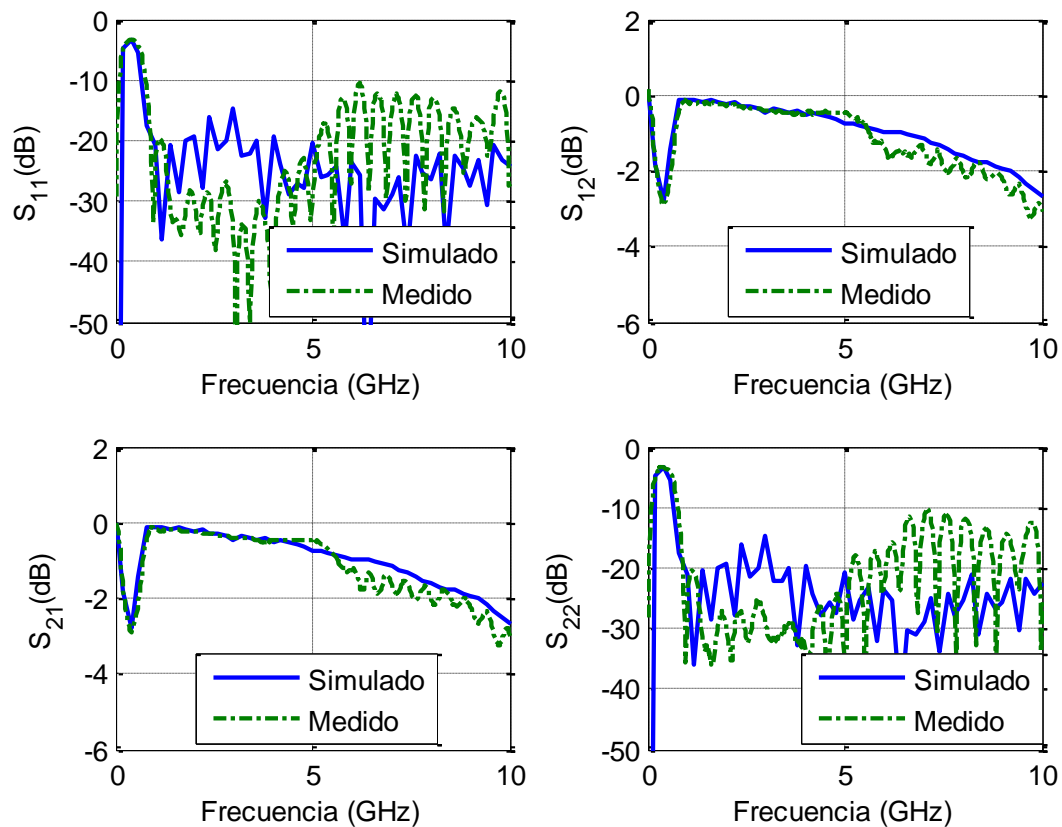 S11(dB)
0
-10
-20
-30
-40
-50
Simulado
Medido
0
5
10
Frecuencia (GHz)
S12(dB)
2
0
-2
-4
-6
Simulado
Medido
0
5
10
Frecuencia (GHz)
S21(dB)
2
0
-2
-4
-6
Simulado
Medido
0
5
10
Frecuencia (GHz)
S22(dB)
0
-10
-20
-30
-40
-50
Simulado
Medido
0
5
10
Frecuencia (GHz)